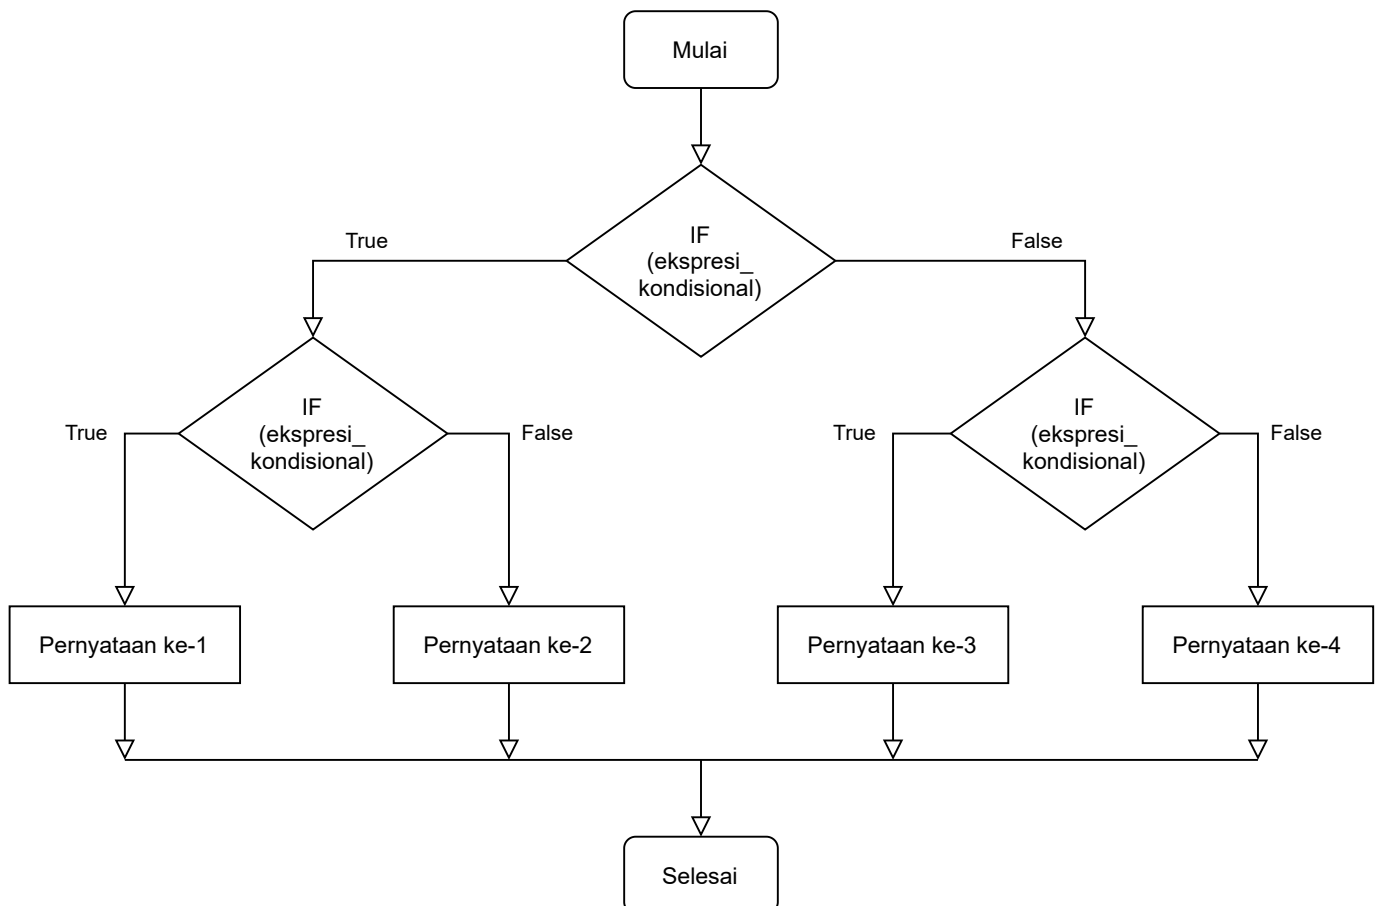 Mulai
IF
(ekspresi_
kondisional)
True
False
IF
(ekspresi_
kondisional)
True
False
IF
(ekspresi_
kondisional)
True
False
Pernyataan ke-1
Pernyataan ke-2
Pernyataan ke-3
Pernyataan ke-4
Selesai